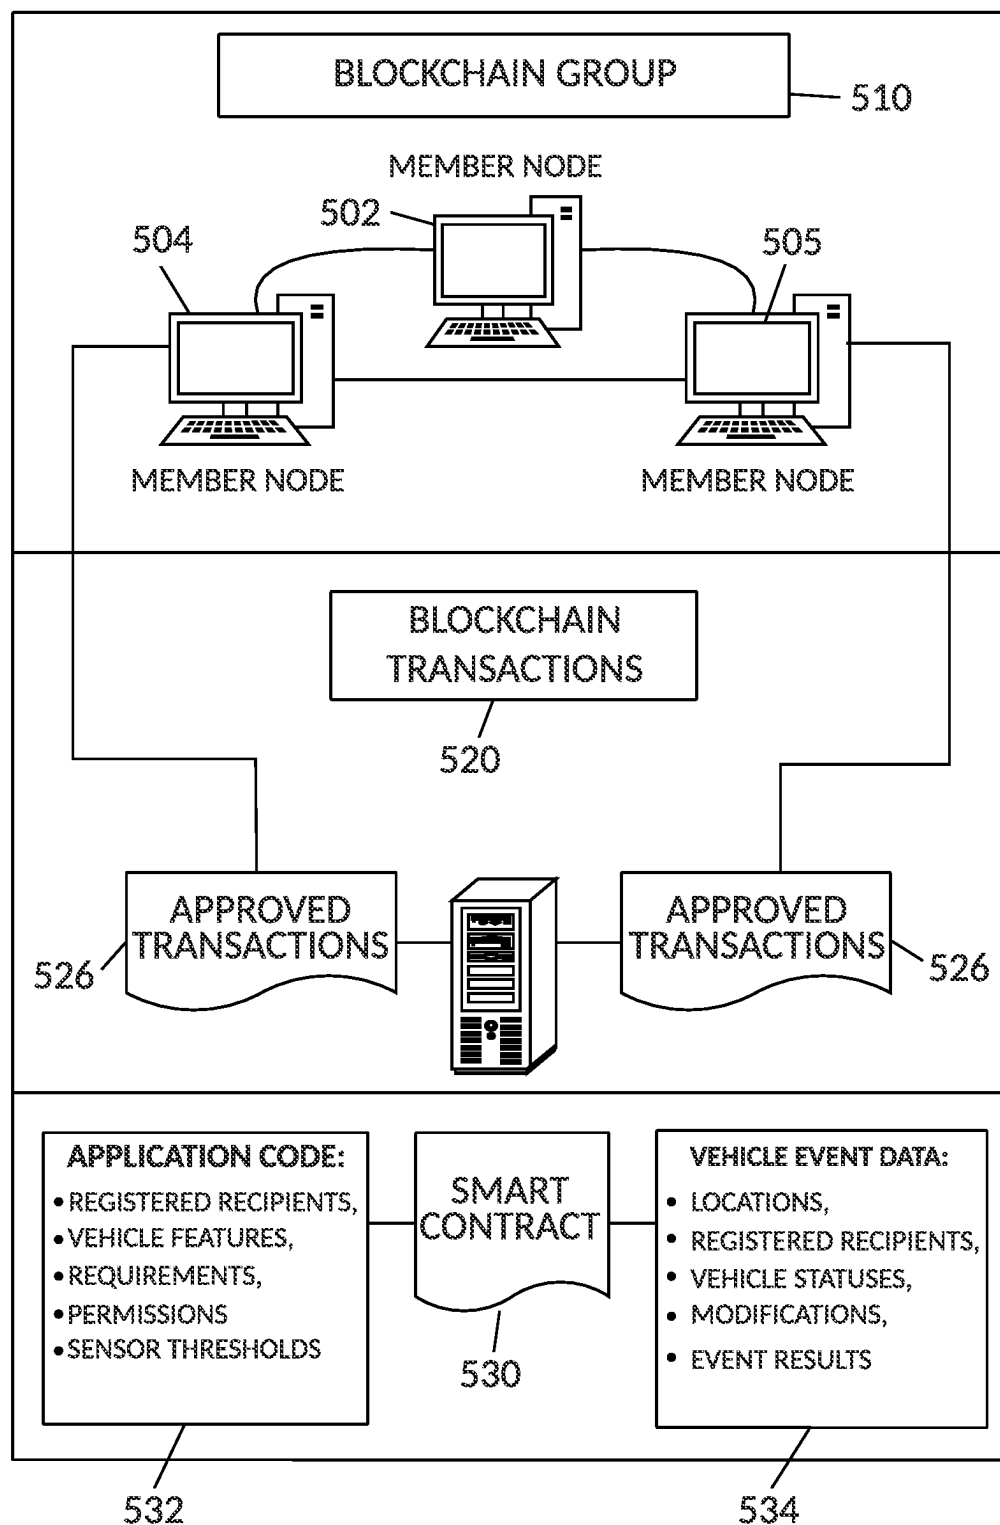 BLOCKCHAIN GROUP
510
MEMBER NODE
502
504
505
MEMBER NODE
MEMBER NODE
BLOCKCHAIN
TRANSACTIONS
520
APPROVED
TRANSACTIONS
526
APPROVED
TRANSACTIONS
526
APPLICATION CODE:
• REGISTERED RECIPIENTS,
• VEHICLE FEATURES,
• REQUIREMENTS,
• PERMISSIONS
• SENSOR THRESHOLDS
SMART
CONTRACT
530
VEHICLE EVENT DATA:
• LOCATIONS,
• REGISTERED RECIPIENTS,
• VEHICLE STATUSES,
• MODIFICATIONS,
• EVENT RESULTS
532
534